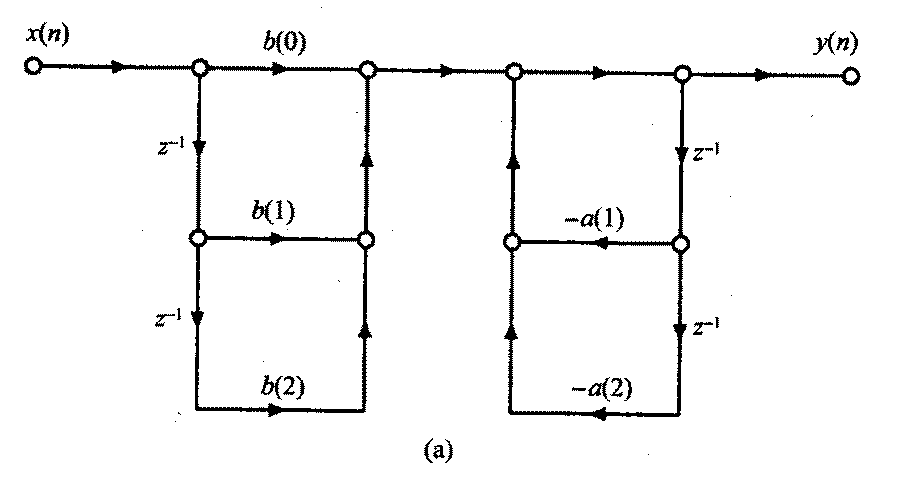 x(n) b(0) y(n)
z⁻¹ z⁻¹
b(1) −a(1)
z⁻¹ z⁻¹
b(2) −a(2)
(a)